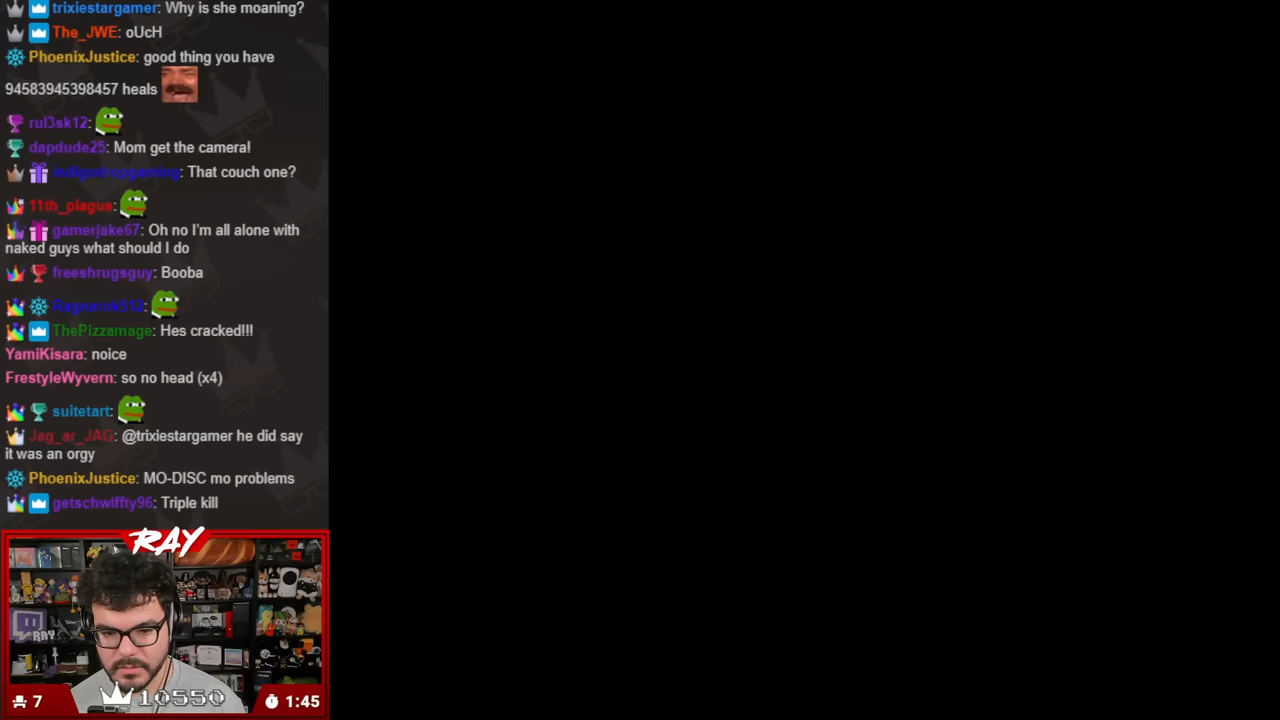 trixiestargamer: Why is she moaning?
The_JWE: oUcH
PhoenixJustice: good thing you have
94583945398457 heals
rul3sk12:
dapdude25: Mom get the camera!
indigodropgaming: That couch one?
11th_plague:
gamerjake67: Oh no I'm all alone with
naked guys what should I do
freeshrugsguy: Booba
Ragnarok512:
ThePizzamage: Hes cracked!!!
YamiKisara: noice
FrestyleWyvern: so no head (x4)
suitetart:
Jag_ar_JAG: @trixiestargamer he did say
it was an orgy
PhoenixJustice: MO-DISC mo problems
getschwiffty96: Triple kill
RAY
RAY
7
10550
1:45